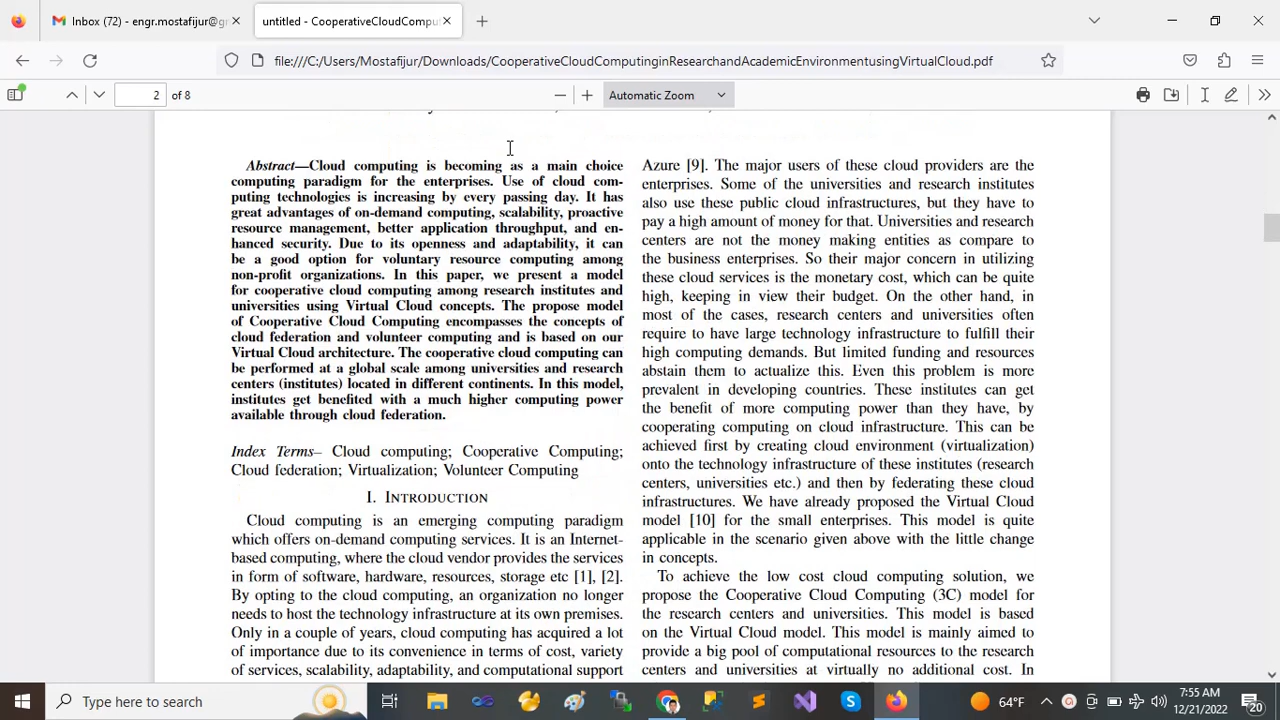 Inbox (72) - engr.mostafijur@g
untitled - CooperativeCloudCompu
file:///C:/Users/Mostafijur/Downloads/CooperativeCloudComputinginResearchandAcademicEnvironmentusingVirtualCloud.pdf
2 of 8
Automatic Zoom
Abstract—Cloud computing is becoming as a main choice
computing paradigm for the enterprises. Use of cloud com-
puting technologies is increasing by every passing day. It has
great advantages of on-demand computing, scalability, proactive
resource management, better application throughput, and en-
hanced security. Due to its openness and adaptability, it can
be a good option for voluntary resource computing among
non-profit organizations. In this paper, we present a model
for cooperative cloud computing among research institutes and
universities using Virtual Cloud concepts. The propose model
of Cooperative Cloud Computing encompasses the concepts of
cloud federation and volunteer computing and is based on our
Virtual Cloud architecture. The cooperative cloud computing can
be performed at a global scale among universities and research
centers (institutes) located in different continents. In this model,
institutes get benefited with a much higher computing power
available through cloud federation.
Index Terms– Cloud computing; Cooperative Computing;
Cloud federation; Virtualization; Volunteer Computing
I. INTRODUCTION
Cloud computing is an emerging computing paradigm
which offers on-demand computing services. It is an Internet-
based computing, where the cloud vendor provides the services
in form of software, hardware, resources, storage etc [1], [2].
By opting to the cloud computing, an organization no longer
needs to host the technology infrastructure at its own premises.
Only in a couple of years, cloud computing has acquired a lot
of importance due to its convenience in terms of cost, variety
of services, scalability, adaptability, and computational support
Azure [9]. The major users of these cloud providers are the
enterprises. Some of the universities and research institutes
also use these public cloud infrastructures, but they have to
pay a high amount of money for that. Universities and research
centers are not the money making entities as compare to
the business enterprises. So their major concern in utilizing
these cloud services is the monetary cost, which can be quite
high, keeping in view their budget. On the other hand, in
most of the cases, research centers and universities often
require to have large technology infrastructure to fulfill their
high computing demands. But limited funding and resources
abstain them to actualize this. Even this problem is more
prevalent in developing countries. These institutes can get
the benefit of more computing power than they have, by
cooperating computing on cloud infrastructure. This can be
achieved first by creating cloud environment (virtualization)
onto the technology infrastructure of these institutes (research
centers, universities etc.) and then by federating these cloud
infrastructures. We have already proposed the Virtual Cloud
model [10] for the small enterprises. This model is quite
applicable in the scenario given above with the little change
in concepts.
To achieve the low cost cloud computing solution, we
propose the Cooperative Cloud Computing (3C) model for
the research centers and universities. This model is based
on the Virtual Cloud model. This model is mainly aimed to
provide a big pool of computational resources to the research
centers and universities at virtually no additional cost. In
Type here to search
64°F
7:55 AM
12/21/2022
20